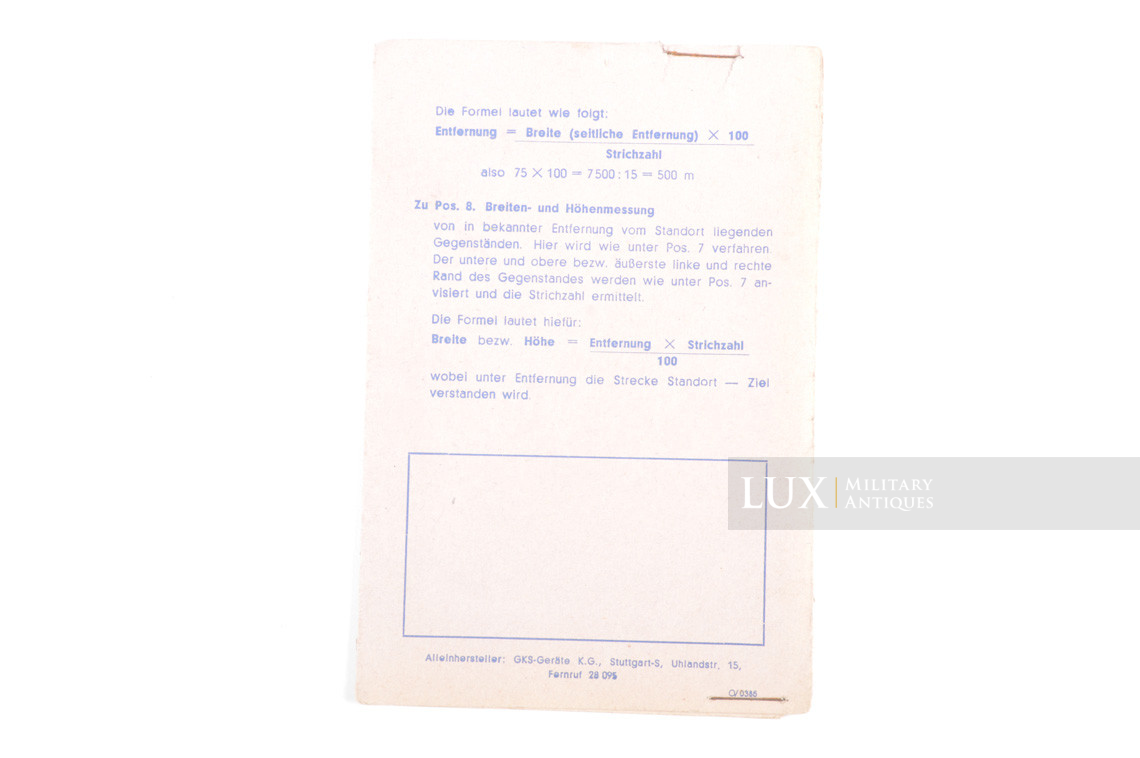 Die Formel lautet wie folgt:
Entfernung = Breite (seitliche Entfernung) × 100
Strichzahl
also 75 × 100 = 7500 : 15 = 500 m
Zu Pos. 8. Breiten- und Höhenmessung
von in bekannter Entfernung vom Standort liegenden
Gegenständen. Hier wird wie unter Pos. 7 verfahren.
Der untere und obere bezw. äußerste linke und rechte
Rand des Gegenstandes werden wie unter Pos. 7 an-
visiert und die Strichzahl ermittelt.
Die Formel lautet hiefür:
Breite bezw. Höhe = Entfernung × Strichzahl
100
wobei unter Entfernung die Strecke Standort — Ziel
verstanden wird.
LUX MILITARY
ANTIQUES
Alleinhersteller: GKS-Geräte K.G., Stuttgart-S, Uhlandstr. 15,
Fernruf 28 095